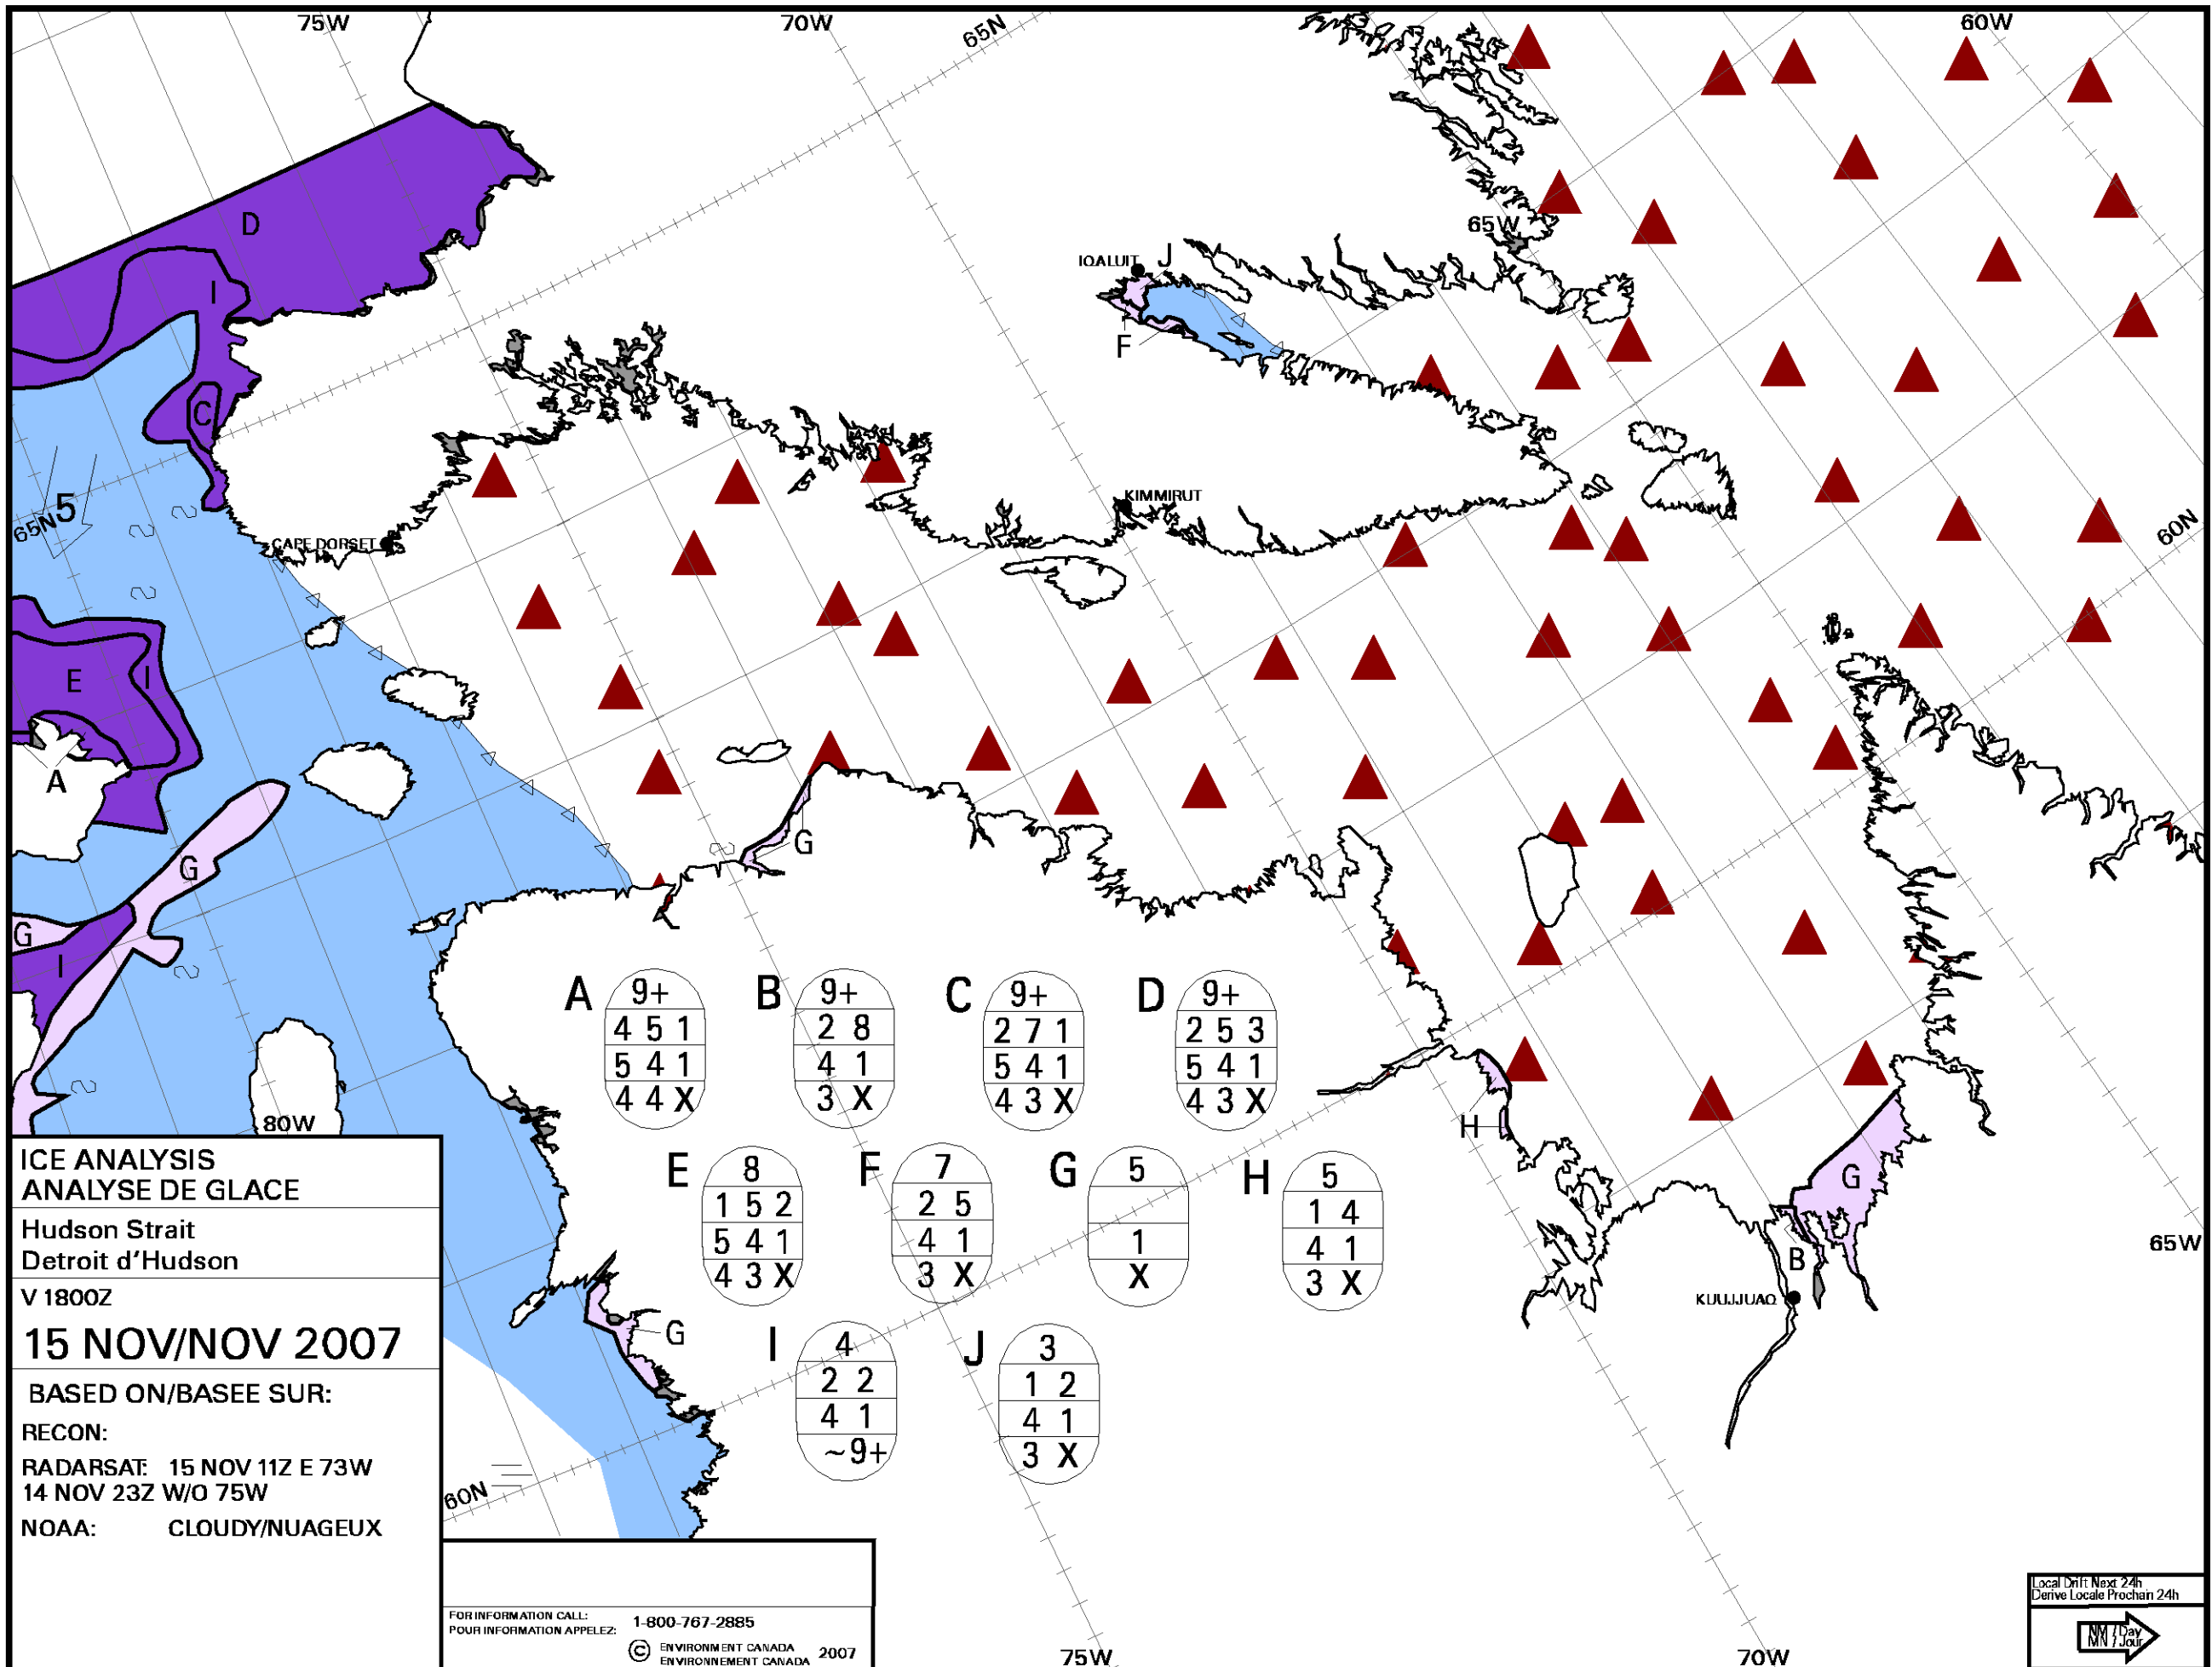 75W
70W
65N
60W
D
I
65W
IQALUIT
J
F
C
5
65N
CAPE DORSET
KIMMIRUT
60N
E
I
A
G
G
G
I
80W
A
9+
4 5 1
5 4 1
4 4 X
B
9+
2 8
4 1
3 X
C
9+
2 7 1
5 4 1
4 3 X
D
9+
2 5 3
5 4 1
4 3 X
E
8
1 5 2
5 4 1
4 3 X
F
7
2 5
4 1
3 X
G
5
1
X
H
5
1 4
4 1
3 X
I
4
2 2
4 1
~9+
J
3
1 2
4 1
3 X
H
G
B
KUUJJUAQ
65W
G
60N
75W
70W
ICE ANALYSIS
ANALYSE DE GLACE
Hudson Strait
Detroit d'Hudson
V 1800Z
15 NOV/NOV 2007
BASED ON/BASEE SUR:
RECON:
RADARSAT: 15 NOV 11Z E 73W
14 NOV 23Z W/O 75W
NOAA: CLOUDY/NUAGEUX
FOR INFORMATION CALL: 1-800-767-2885
POUR INFORMATION APPELEZ:
© ENVIRONMENT CANADA 2007
ENVIRONNEMENT CANADA
Local Drift Next 24h
Derive Locale Prochain 24h
NM / Day
MN / Jour